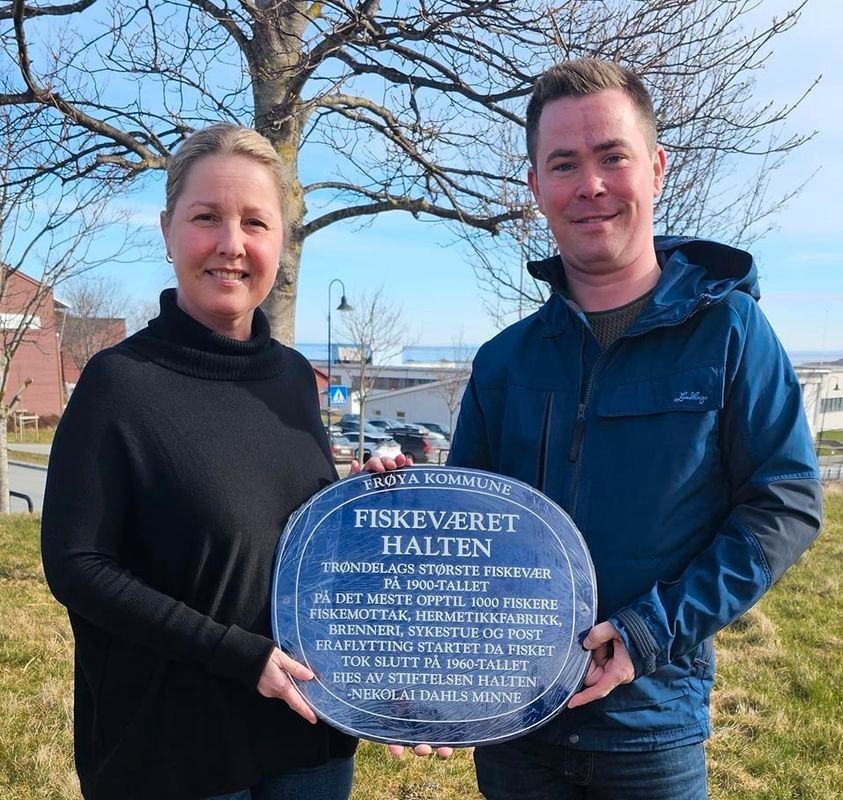 FRØYA KOMMUNE
FISKEVÆRET
HALTEN
TRØNDELAGS STØRSTE FISKEVÆR
PÅ 1900-TALLET
PÅ DET MESTE OPPTIL 1000 FISKERE
FISKEMOTTAK, HERMETIKKFABRIKK,
BRENNERI, SYKESTUE OG POST
FRAFLYTTING STARTET DA FISKET
TOK SLUTT PÅ 1960-TALLET
EIES AV STIFTELSEN HALTEN
-NEKOLAI DAHLS MINNE
Lundhags